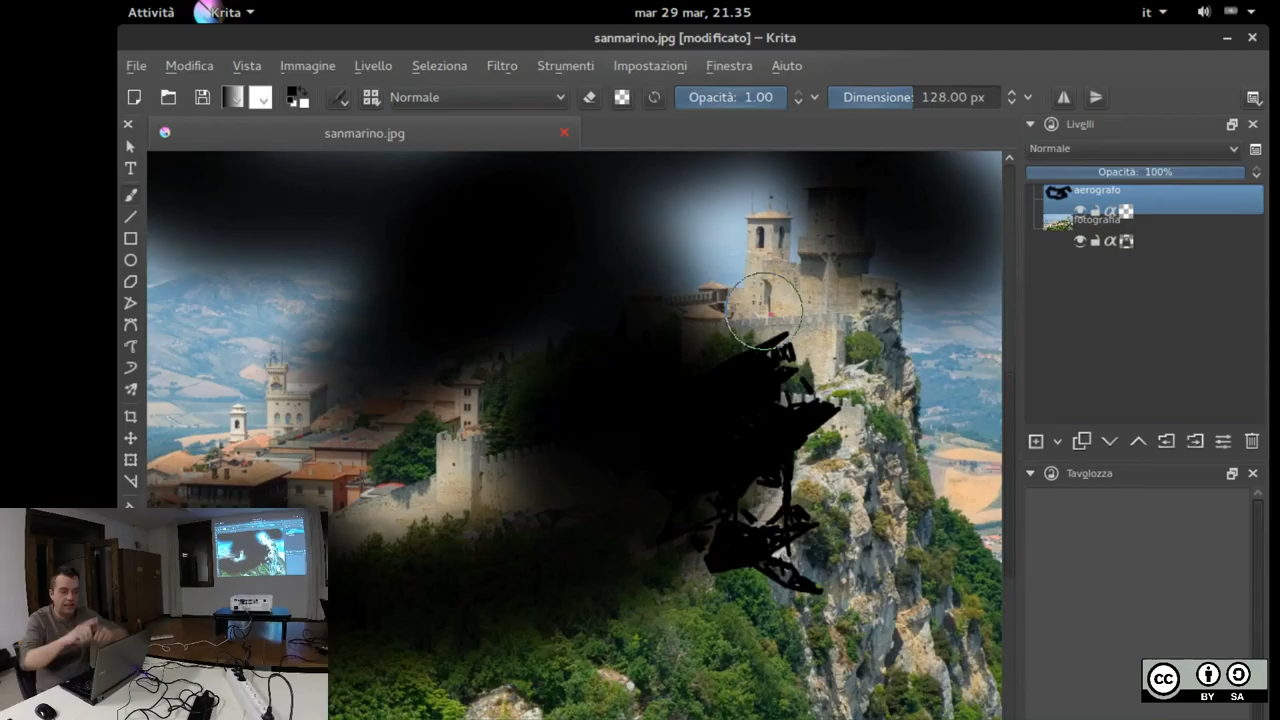 Attività Krita mar 29 mar, 21.35 it
sanmarino.jpg [modificato] – Krita
File Modifica Vista Immagine Livello Seleziona Filtro Strumenti Impostazioni Finestra Aiuto
Normale Opacità: 1.00 Dimensione: 128.00 px
sanmarino.jpg
Livelli
Normale
Opacità: 100%
aerografo
fotografia
Tavolozza
CC BY SA